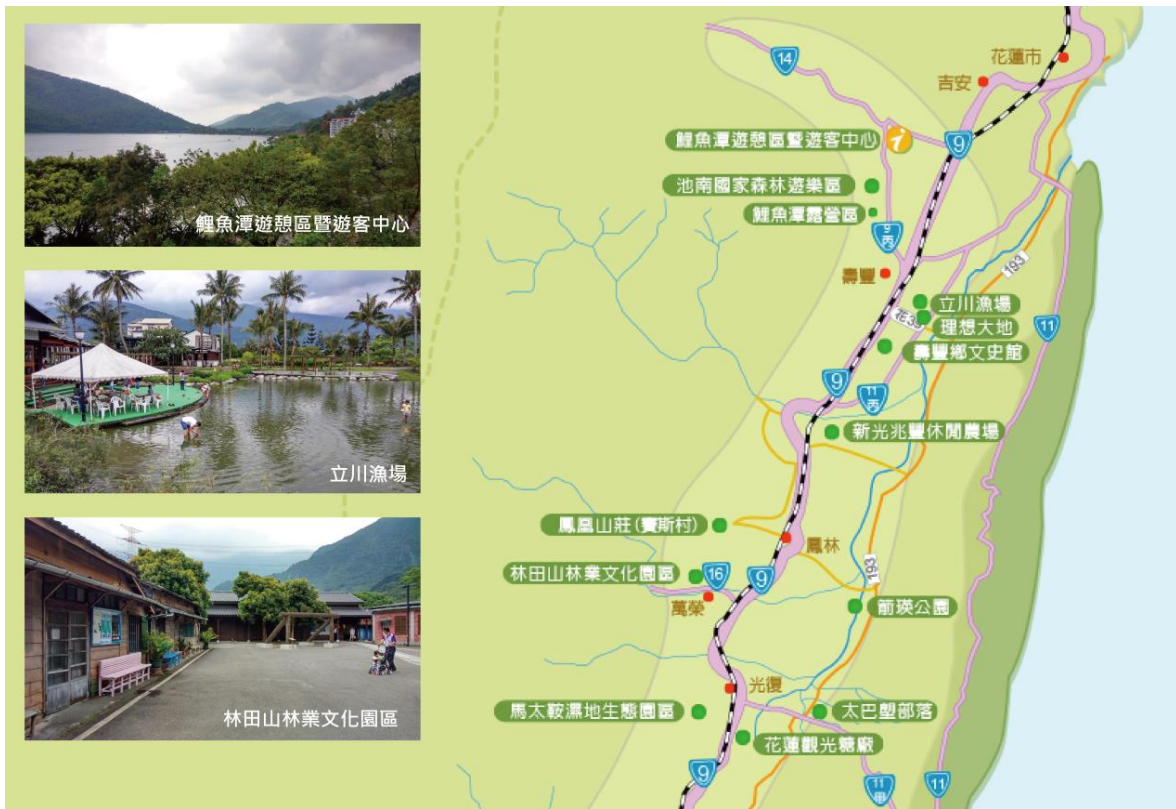 鯉魚潭遊憩區暨遊客中心
立川漁場
林田山林業文化園區
14
花蓮市
吉安
9
鯉魚潭遊憩區暨遊客中心
i
池南國家森林遊樂區
鯉魚潭露營區
9
丙
193
壽豐
立川漁場
理想大地
11
花35
壽豐鄉文史館
9
11
丙
新光兆豐休閒農場
鳳凰山莊(賽斯村)
鳳林
林田山林業文化園區
16
9
193
萬榮
箭瑛公園
光復
馬太鞍濕地生態園區
太巴塱部落
花蓮觀光糖廠
9
11
甲
11